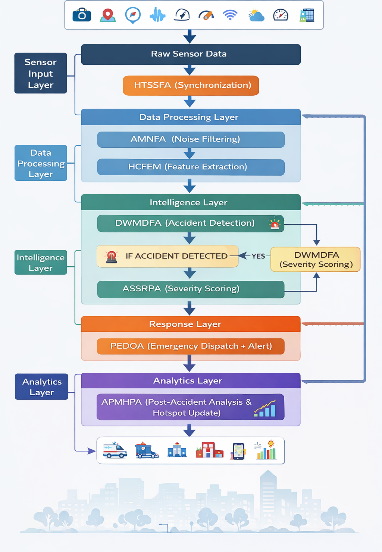 Sensor
Input
Layer
Raw Sensor Data
HTSSFA (Synchronization)
Data Processing Layer
Data
Processing
Layer
AMNFA (Noise Filtering)
HCFEM (Feature Extraction)
Intelligence Layer
DWMDFA (Accident Detection)
Intelligence
Layer
IF ACCIDENT DETECTED
YES
DWMDFA
(Severity Scoring)
ASSRPA (Severity Scoring)
Response Layer
PEDOA (Emergency Dispatch + Alert)
Analytics
Layer
Analytics Layer
APMHPA (Post-Accident Analysis &
Hotspot Update)